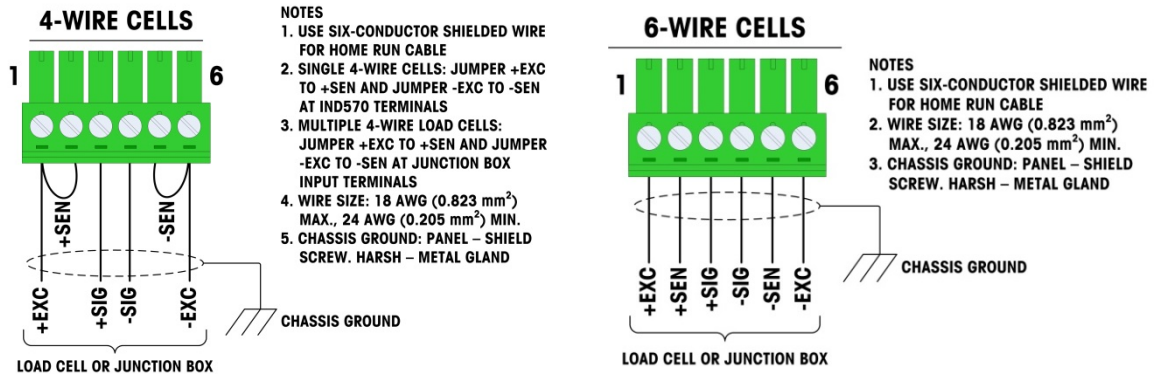 4-WIRE CELLS
1
6
+SEN
-SEN
+EXC
+SIG
-SIG
-EXC
CHASSIS GROUND
LOAD CELL OR JUNCTION BOX
NOTES
1. USE SIX-CONDUCTOR SHIELDED WIRE
FOR HOME RUN CABLE
2. SINGLE 4-WIRE CELLS: JUMPER +EXC
TO +SEN AND JUMPER -EXC TO -SEN
AT IND570 TERMINALS
3. MULTIPLE 4-WIRE LOAD CELLS:
JUMPER +EXC TO +SEN AND JUMPER
-EXC TO -SEN AT JUNCTION BOX
INPUT TERMINALS
4. WIRE SIZE: 18 AWG (0.823 mm²)
MAX., 24 AWG (0.205 mm²) MIN.
5. CHASSIS GROUND: PANEL – SHIELD
SCREW. HARSH – METAL GLAND
6-WIRE CELLS
1
6
+EXC
+SEN
+SIG
-SIG
-SEN
-EXC
CHASSIS GROUND
LOAD CELL OR JUNCTION BOX
NOTES
1. USE SIX-CONDUCTOR SHIELDED WIRE
FOR HOME RUN CABLE
2. WIRE SIZE: 18 AWG (0.823 mm²)
MAX., 24 AWG (0.205 mm²) MIN.
3. CHASSIS GROUND: PANEL – SHIELD
SCREW. HARSH – METAL GLAND